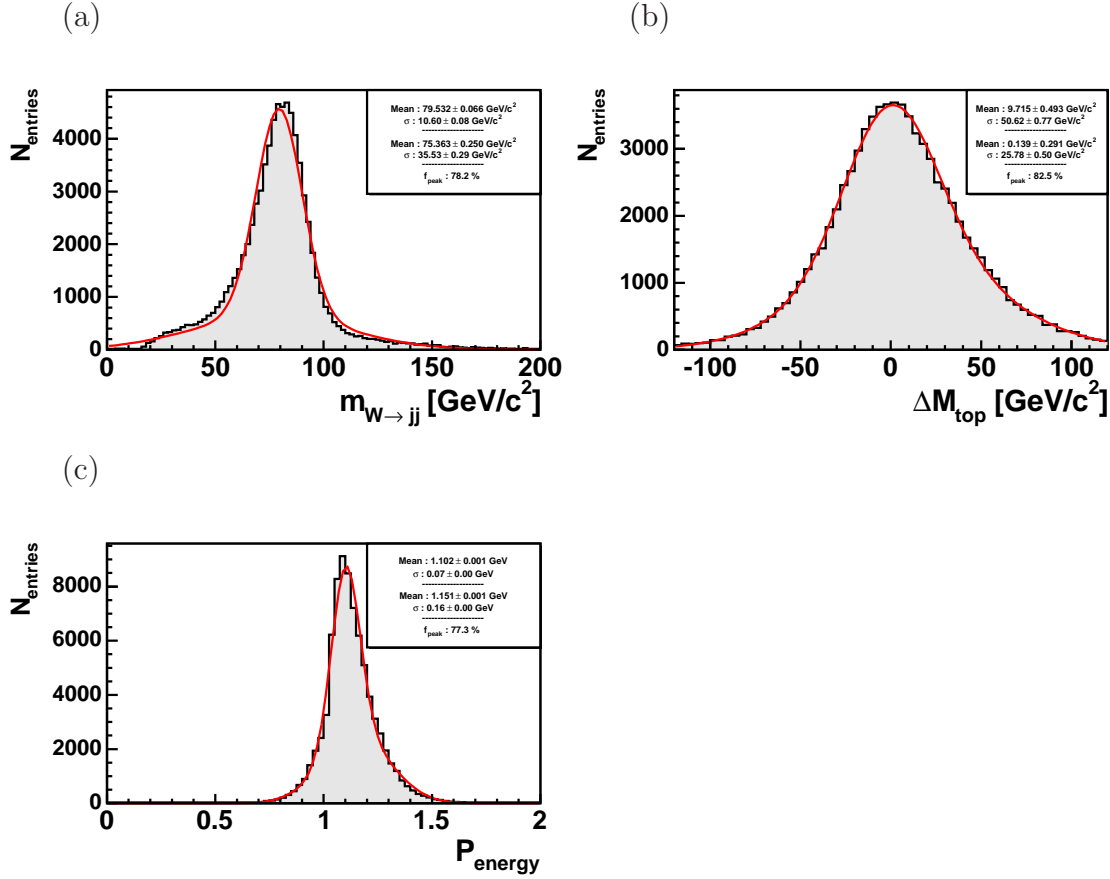 (a)
N_entries
4000
3000
2000
1000
0
Mean : 79.532 ± 0.066 GeV/c²
σ : 10.60 ± 0.08 GeV/c²
--------------------
Mean : 75.363 ± 0.250 GeV/c²
σ : 35.53 ± 0.29 GeV/c²
--------------------
f_peak : 78.2 %
0 50 100 150 200
m_W→ jj [GeV/c²]
(b)
N_entries
3000
2000
1000
0
Mean : 9.715 ± 0.493 GeV/c²
σ : 50.62 ± 0.77 GeV/c²
--------------------
Mean : 0.139 ± 0.291 GeV/c²
σ : 25.78 ± 0.50 GeV/c²
--------------------
f_peak : 82.5 %
-100 -50 0 50 100
ΔM_top [GeV/c²]
(c)
N_entries
8000
6000
4000
2000
0
Mean : 1.102 ± 0.001 GeV
σ : 0.07 ± 0.00 GeV
--------------------
Mean : 1.151 ± 0.001 GeV
σ : 0.16 ± 0.00 GeV
--------------------
f_peak : 77.3 %
0 0.5 1 1.5 2
P_energy